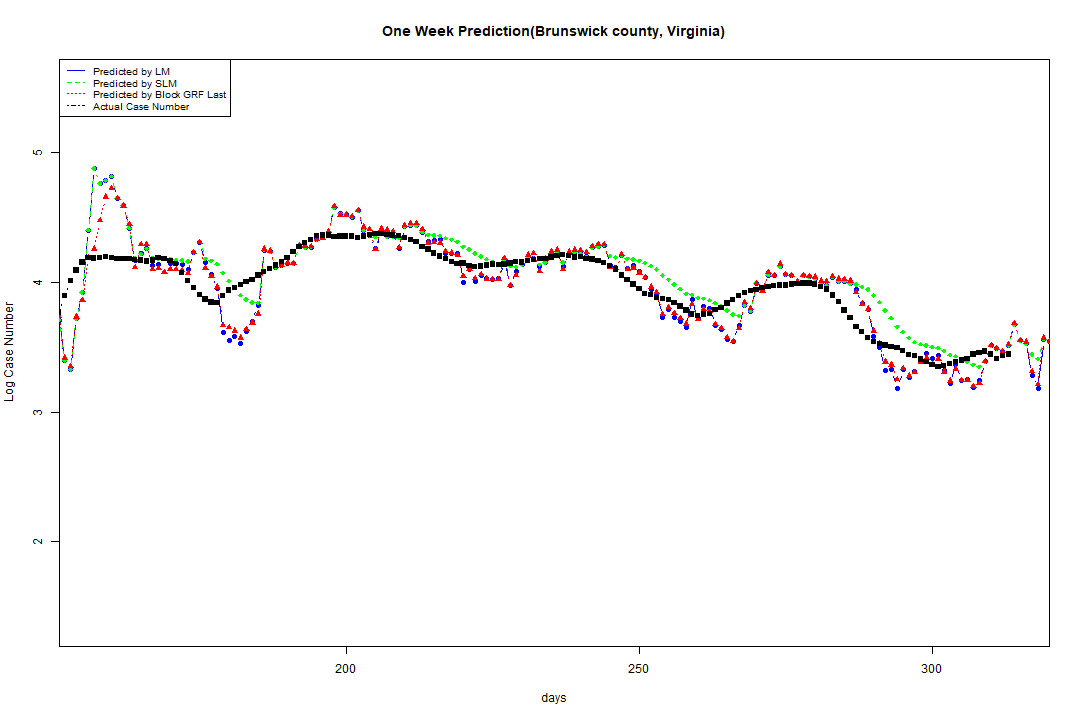 One Week Prediction(Brunswick county, Virginia)
Predicted by LM
Predicted by SLM
Predicted by Block GRF Last
Actual Case Number
5
4
3
2
Log Case Number
200
250
300
days